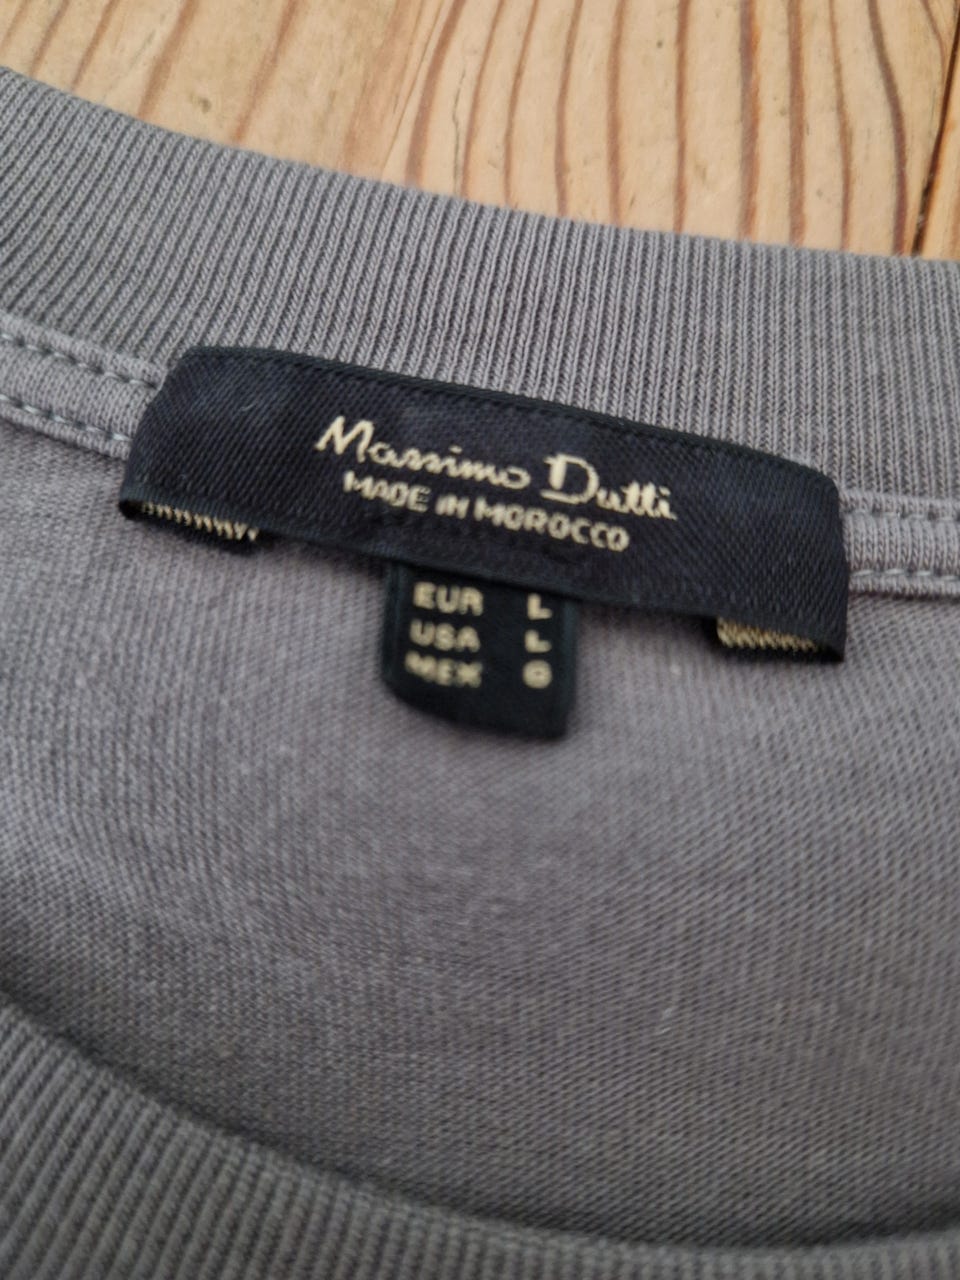 Massimo Dutti
MADE IN MOROCCO
EUR L
USA L
MEX G